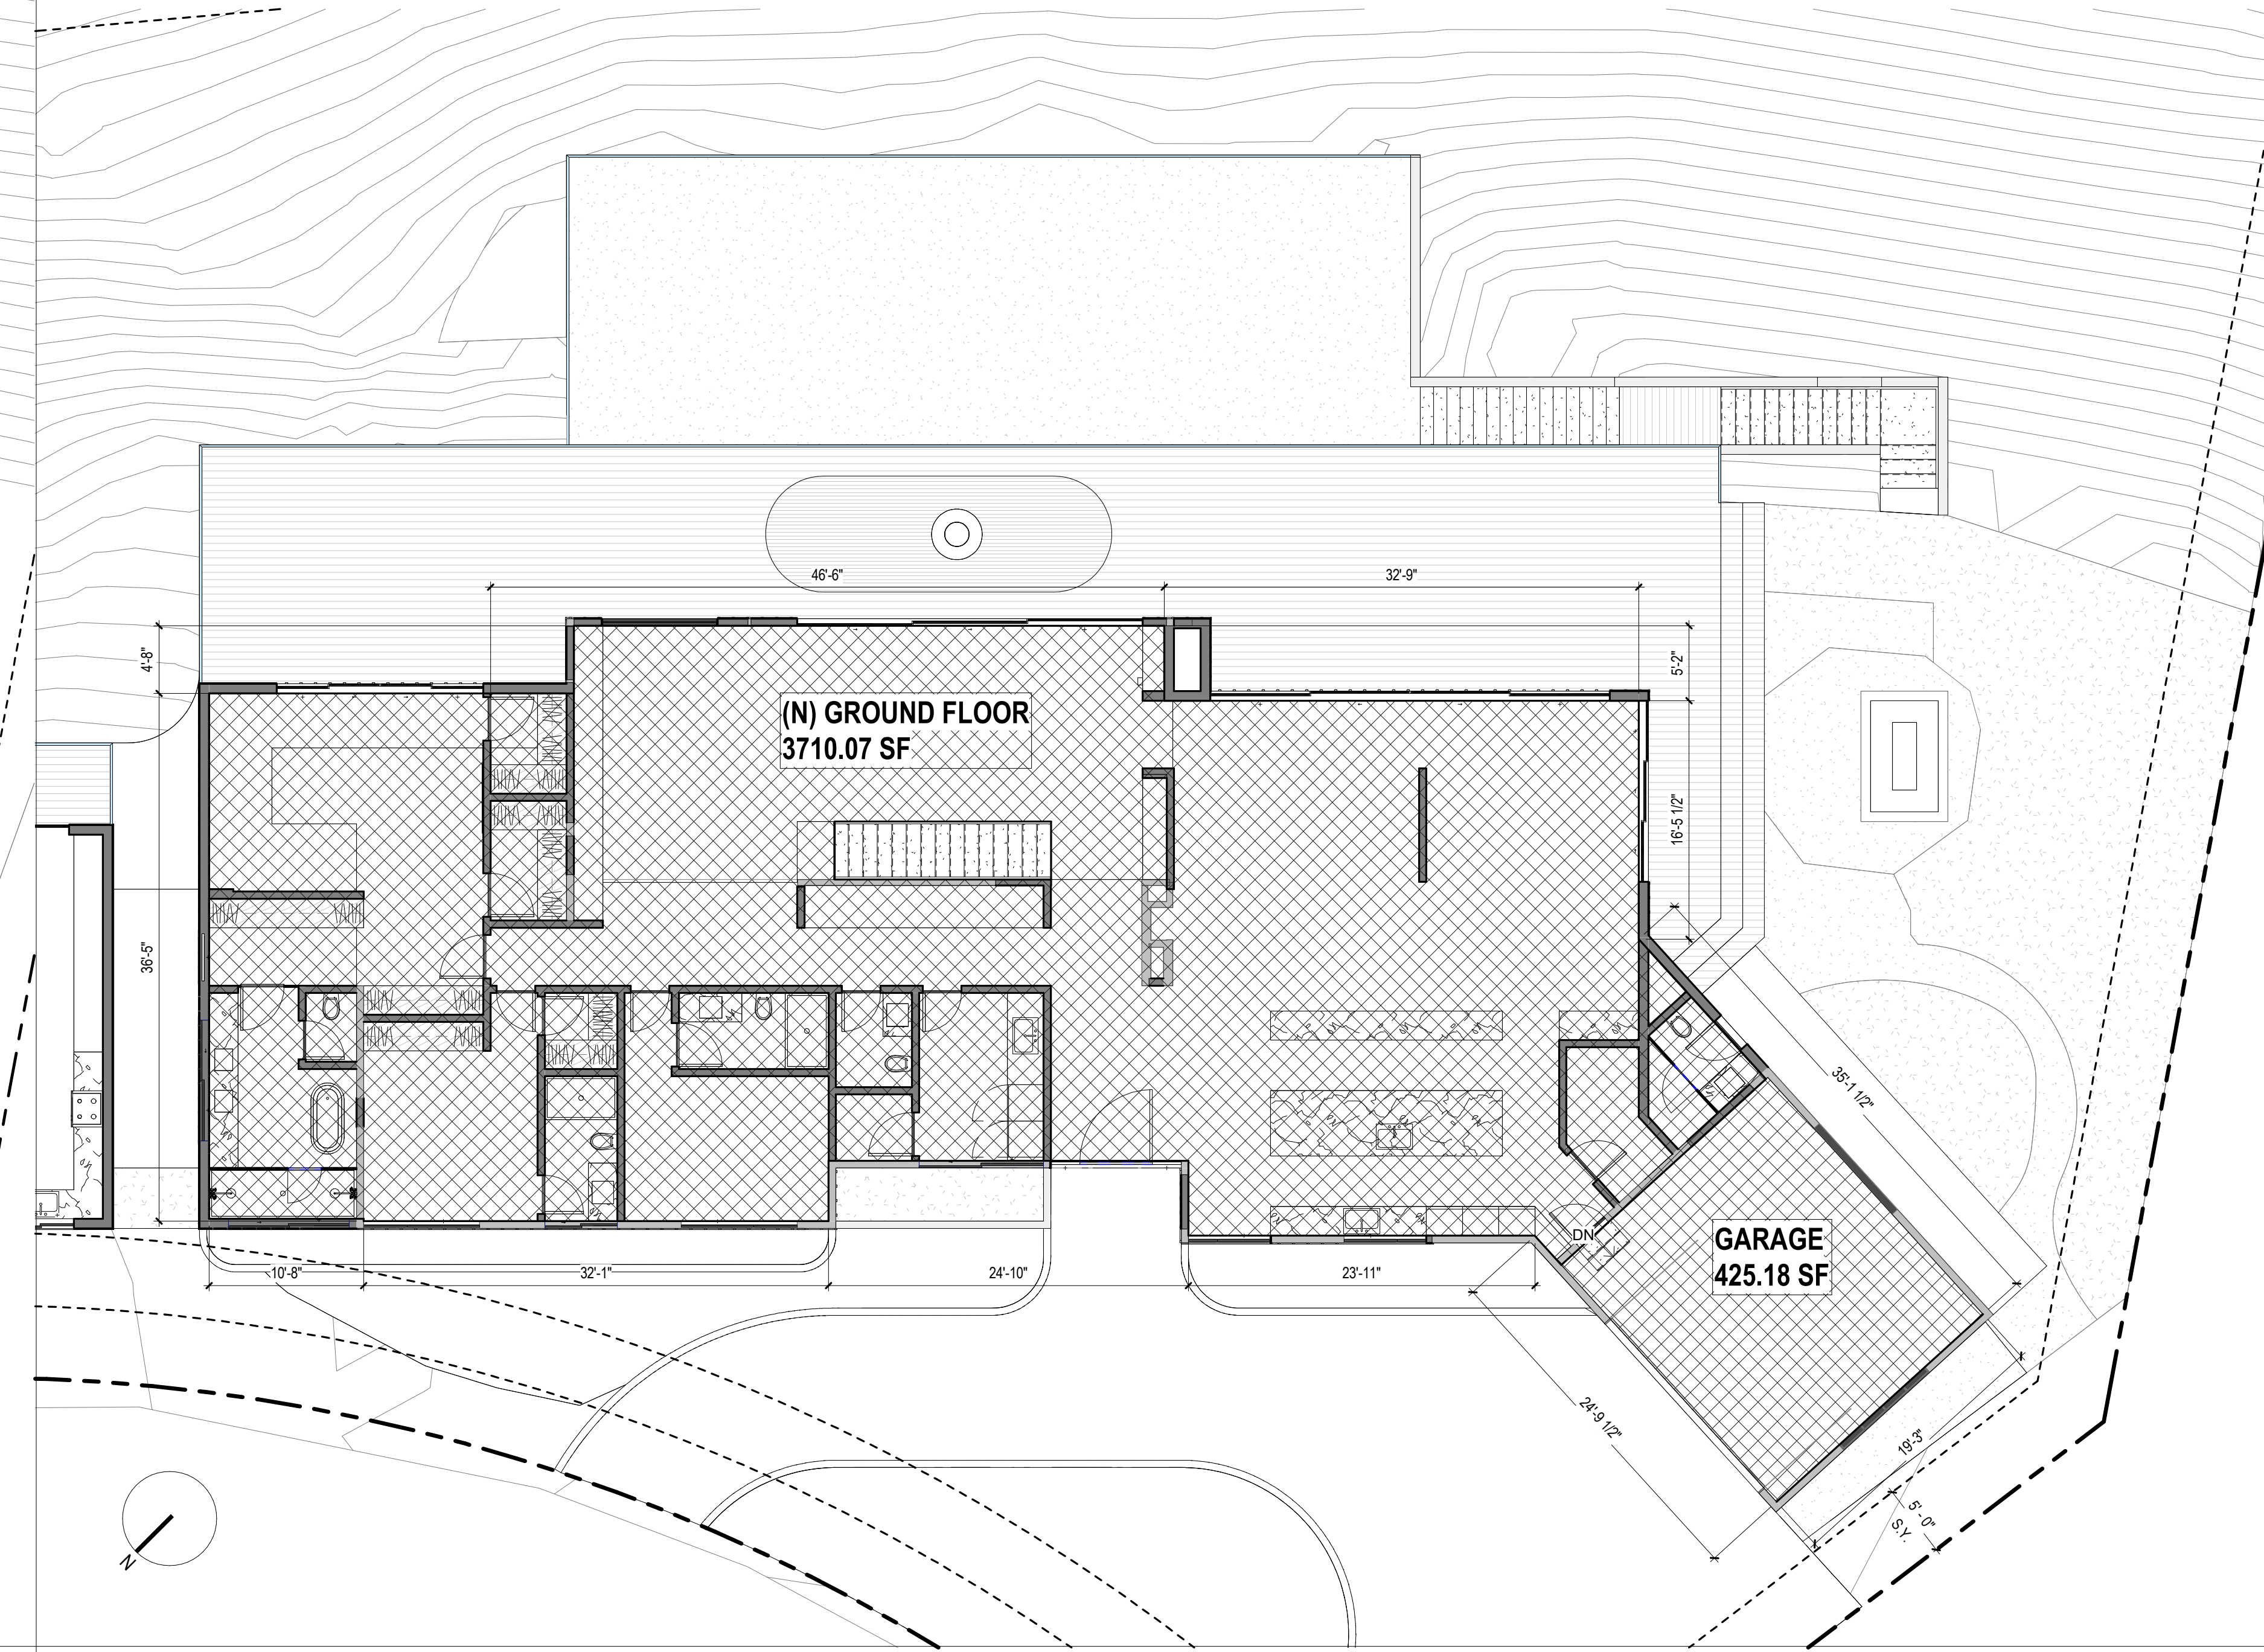 46'-6"
32'-9"
4'-8"
5'-2"
(N) GROUND FLOOR
3710.07 SF
16'-5 1/2"
36'-5"
35'-1 1/2"
DN
GARAGE
425.18 SF
10'-8"
32'-1"
24'-10"
23'-11"
24'-9 1/2"
19'-3"
5' - 0"
S.Y.
N